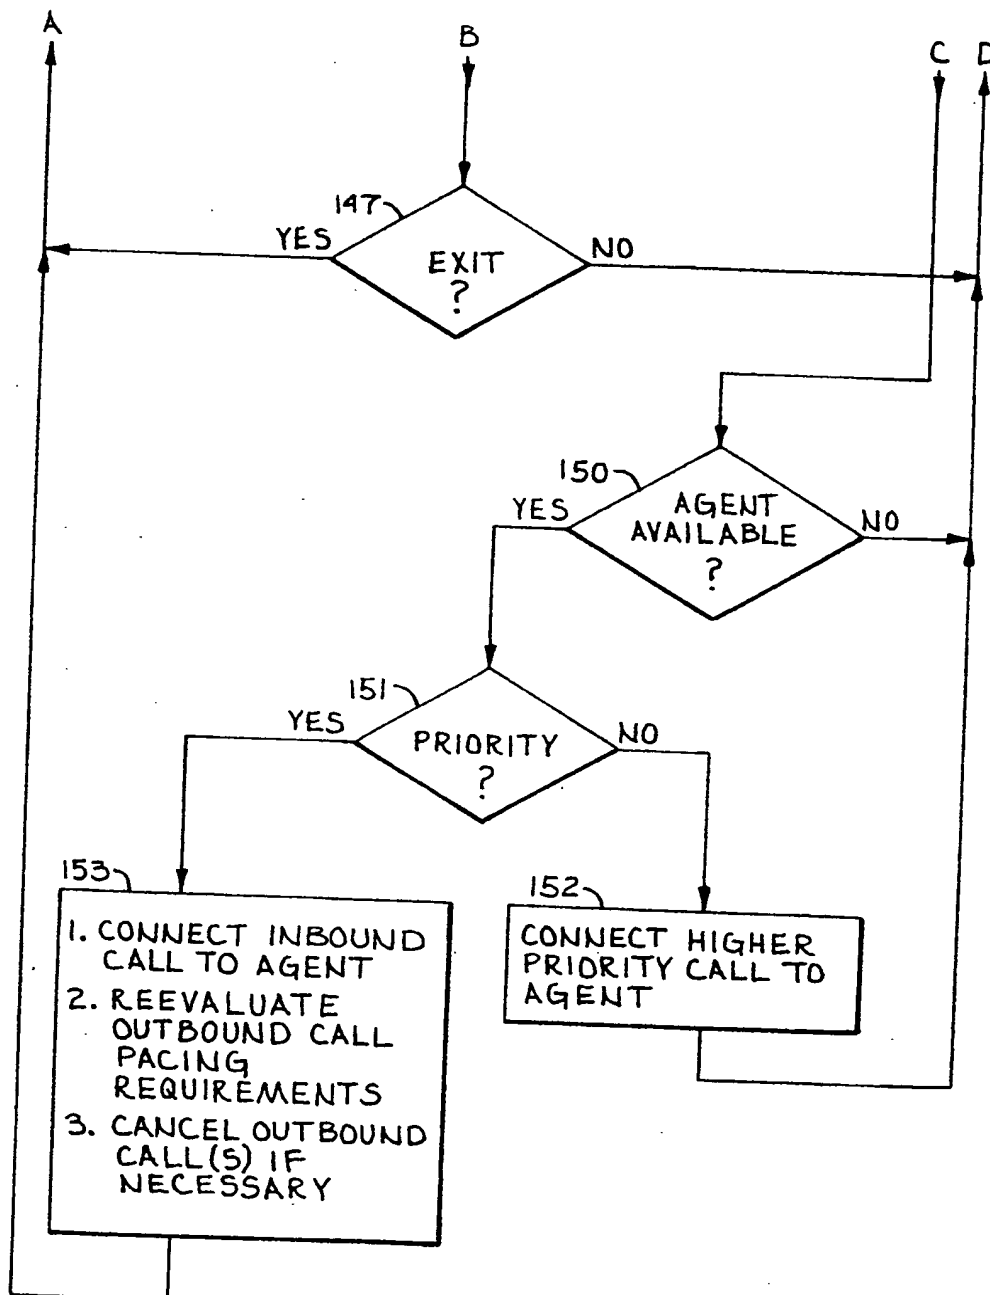 A
B
C D
147
YES
EXIT
?
NO
150
YES
AGENT
AVAILABLE
?
NO
151
YES
PRIORITY
?
NO
153
1. CONNECT INBOUND
CALL TO AGENT
2. REEVALUATE
OUTBOUND CALL
PACING
REQUIREMENTS
3. CANCEL OUTBOUND
CALL(S) IF
NECESSARY
152
CONNECT HIGHER
PRIORITY CALL TO
AGENT